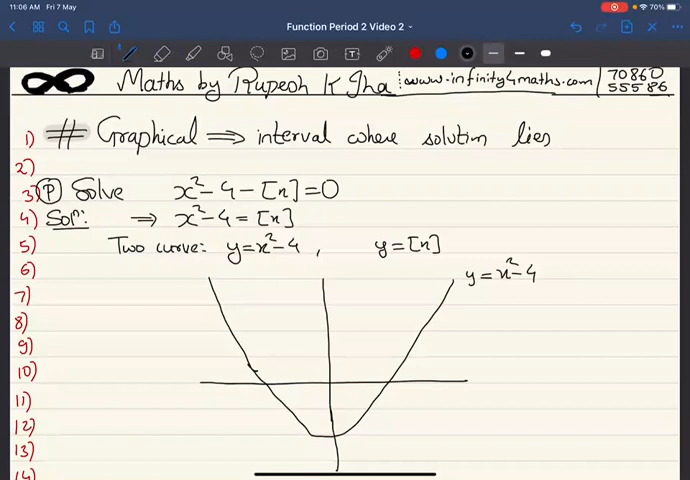 11:06 AM Fri 7 May
70%
Function Period 2 Video 2
Maths by Rupesh K Jha www.infinity4maths.com 70860 55586
1) # Graphical ⇒ interval where solution lies
2)
3) (P) Solve x²-4-[x]=0
4) Solⁿ: ⇒ x²-4=[x]
5) Two curve: y=x²-4, y=[x]
6) y=x²-4
7)
8)
9)
10)
11)
12)
13)
14)